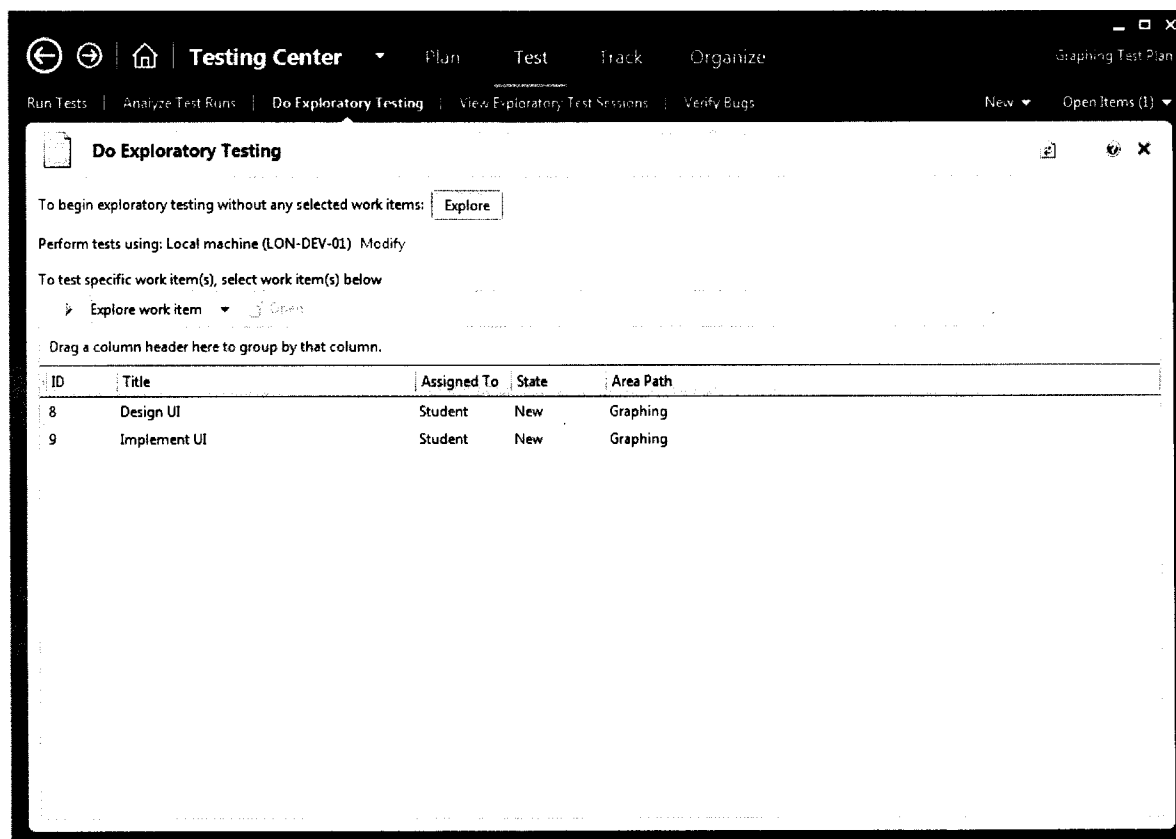 Testing Center Plan Test Track Organize Graphing Test Plan
Run Tests | Analyze Test Runs | Do Exploratory Testing | View Exploratory Test Sessions | Verify Bugs New Open Items (1)
Do Exploratory Testing
To begin exploratory testing without any selected work items: Explore
Perform tests using: Local machine (LON-DEV-01) Modify
To test specific work item(s), select work item(s) below
Explore work item Open
Drag a column header here to group by that column.
ID Title Assigned To State Area Path
8 Design UI Student New Graphing
9 Implement UI Student New Graphing